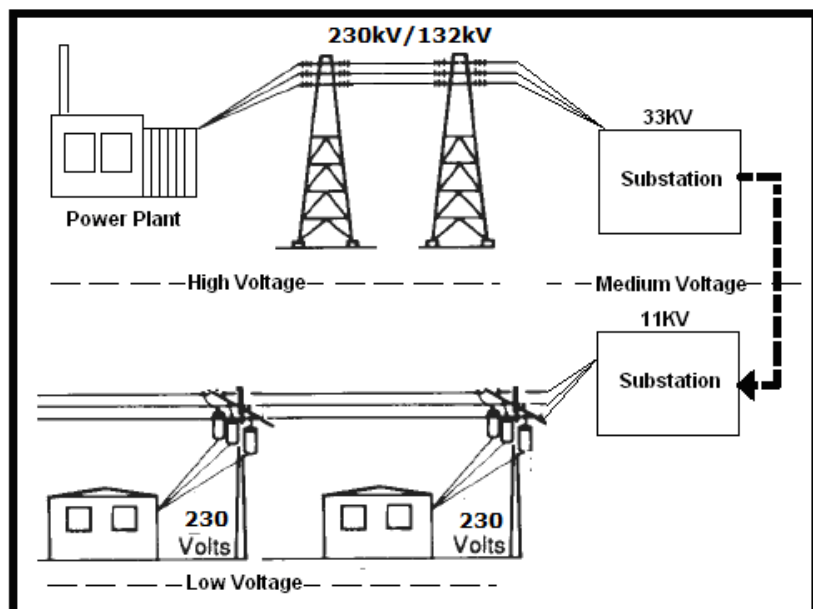 230kV/132kV
33KV
Substation
Power Plant
High Voltage
Medium Voltage
11KV
Substation
230
Volts
230
Volts
Low Voltage